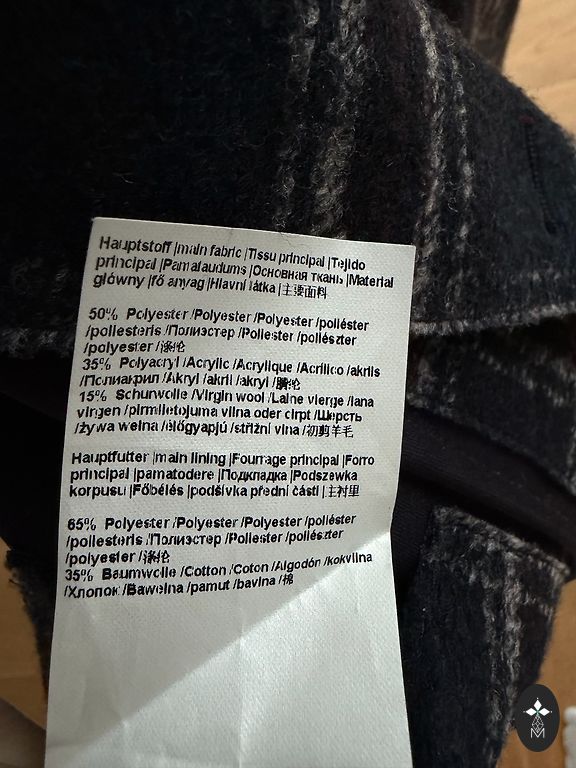 Hauptstoff |main fabric |Tissu principal |Tejido
principal |Pamataudums |Основная ткань |Material
główny |fő anyag |Hlavní látka |主要面料
50% Polyester /Polyester /Polyester /poliéster
/poliesteris /Полиэстер /Poliester /poliészter
/polyester /涤纶
35% Polyacryl /Acrylic /Acrylique /Acrílico /akrils
/Полиакрил /Akryl /akril /akryl /腈纶
15% Schurwolle /Virgin wool /Laine vierge /lana
virgen /pirmlietojuma vilna oder cirpt /Шерсть
/żywa wełna /élőgyapjú /střižní vlna /初剪羊毛
Hauptfutter |main lining |Fourrage principal |Forro
principal |pamatodere |Подкладка |Podszewka
korpusu |Főbélés |podšívka přední části |主衬里
65% Polyester /Polyester /Polyester /poliéster
/poliesteris /Полиэстер /Poliester /poliészter
/polyester /涤纶
35% Baumwolle /Cotton /Coton /Algodón /kokvilna
/Хлопок /Bawełna /pamut /bavlna /棉
M